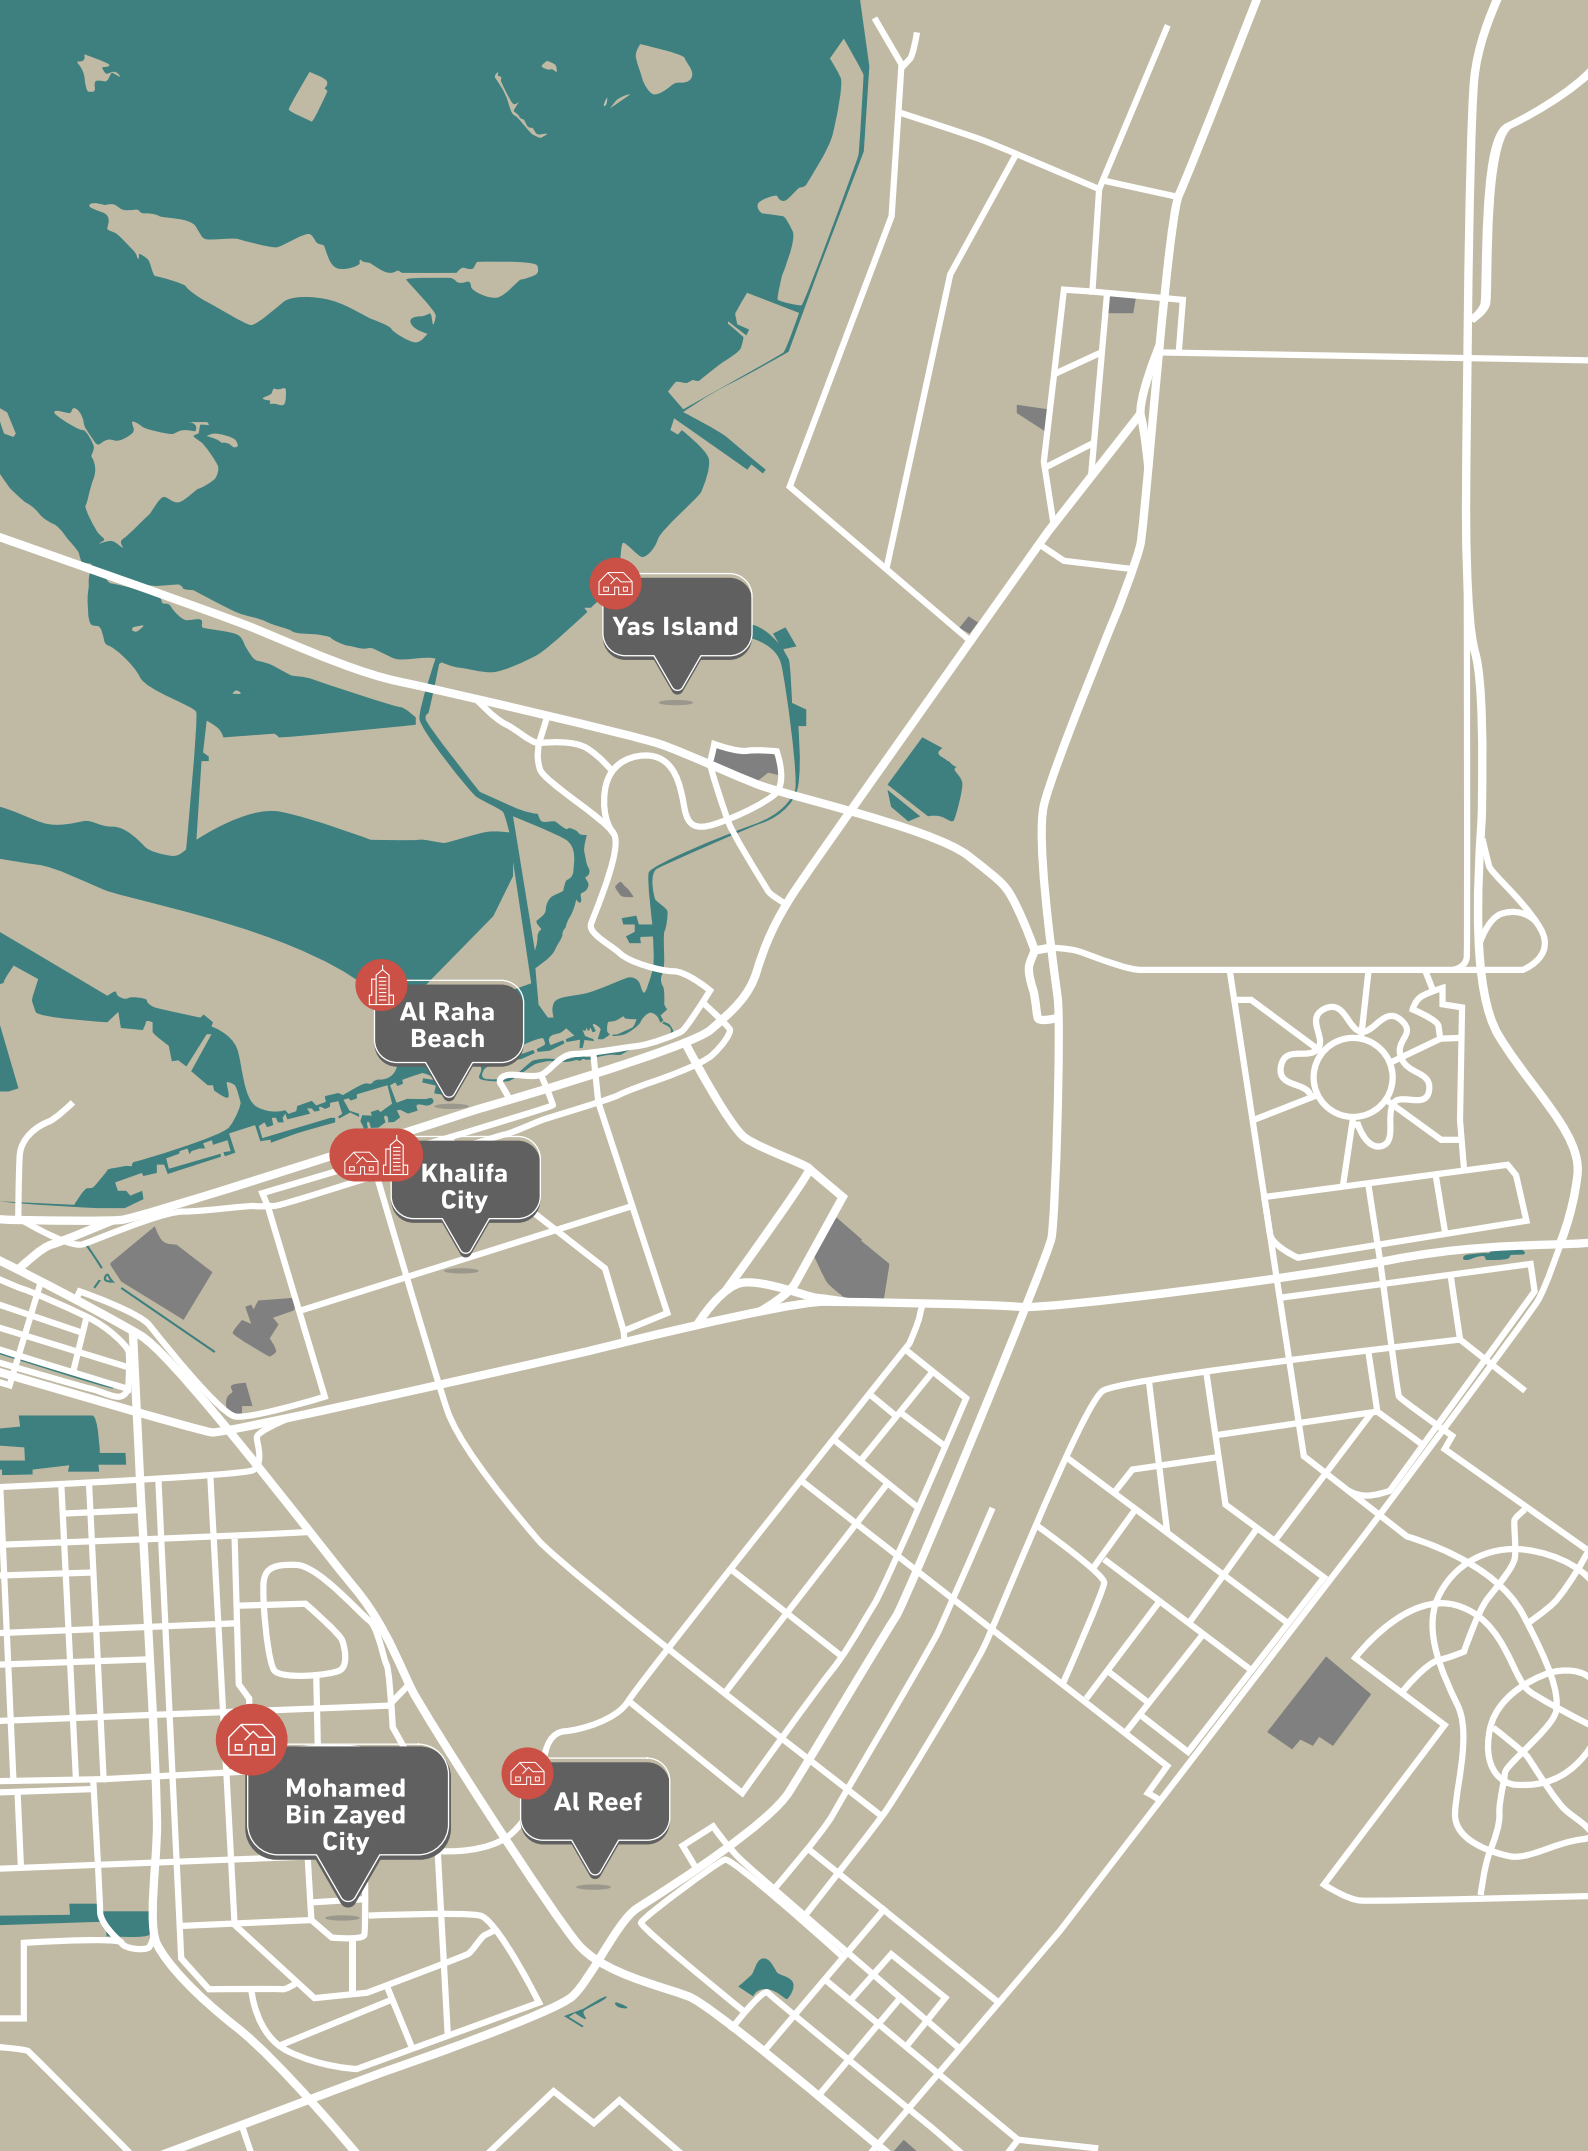 Yas Island
Al Raha
Beach
Khalifa
City
Mohamed
Bin Zayed
City
Al Reef